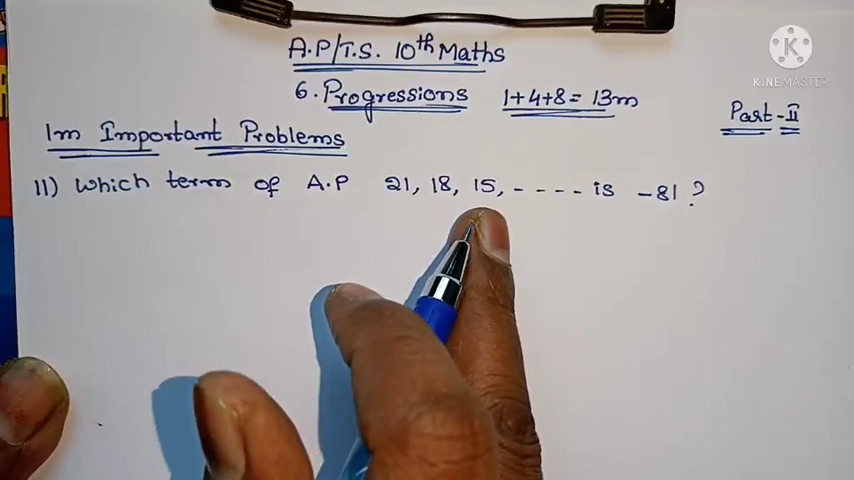 A.P/T.S. 10th Maths
6. Progressions 1+4+8= 13m
Part-II
1m Important Problems
11) Which term of A.P 21, 18, 15, - - - - is -81 ?
KINEMASTER